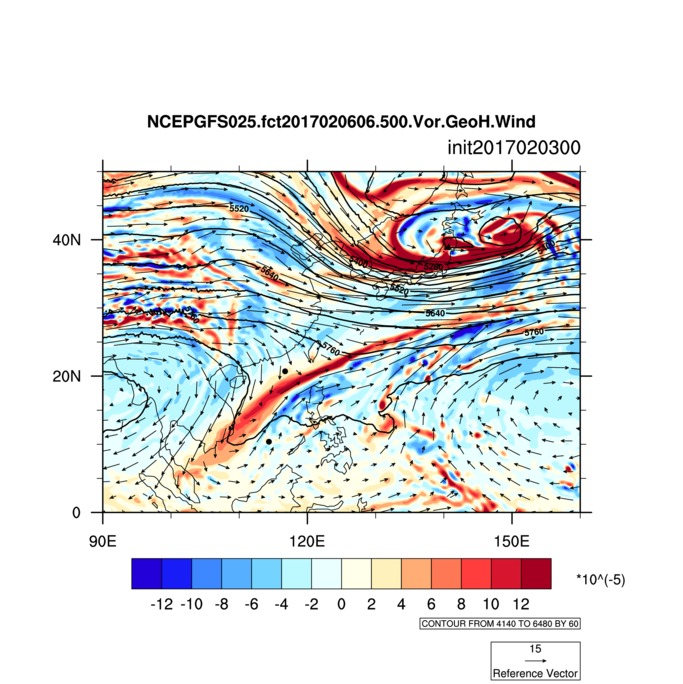 NCEPGFS025.fct2017020606.500.Vor.GeoH.Wind
init2017020300
5520
40N
5400
5640
5520
5640
5760
5760
20N
0
90E 120E 150E
-12 -10 -8 -6 -4 -2 0 2 4 6 8 10 12
*10^(-5)
CONTOUR FROM 4140 TO 6480 BY 60
15
Reference Vector